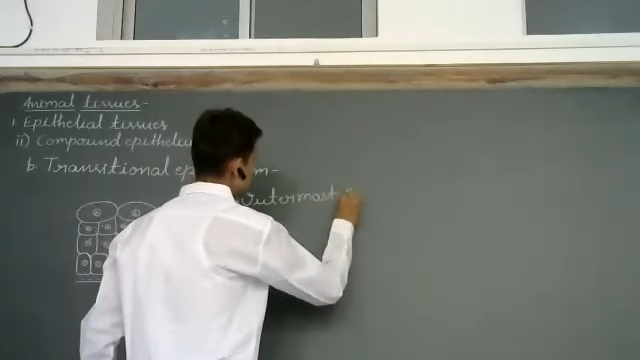 Animal tissues-
1. Epithelial tissues
ii) Compound
b. Transitional
Outermost